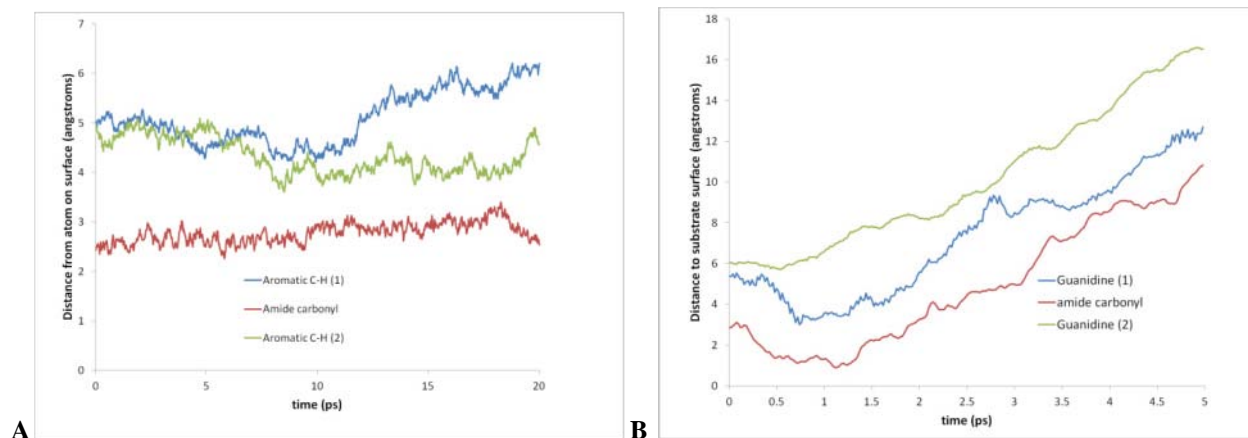 7
6
5
4
3
2
1
0
Distance from atom on surface (angstroms)
Aromatic C-H (1)
Amide carbonyl
Aromatic C-H (2)
0 5 10 15 20
time (ps)
A
18
16
14
12
10
8
6
4
2
0
Distance to substrate surface (angstroms)
Guanidine (1)
amide carbonyl
Guanidine (2)
0 0.5 1 1.5 2 2.5 3 3.5 4 4.5 5
time (ps)
B